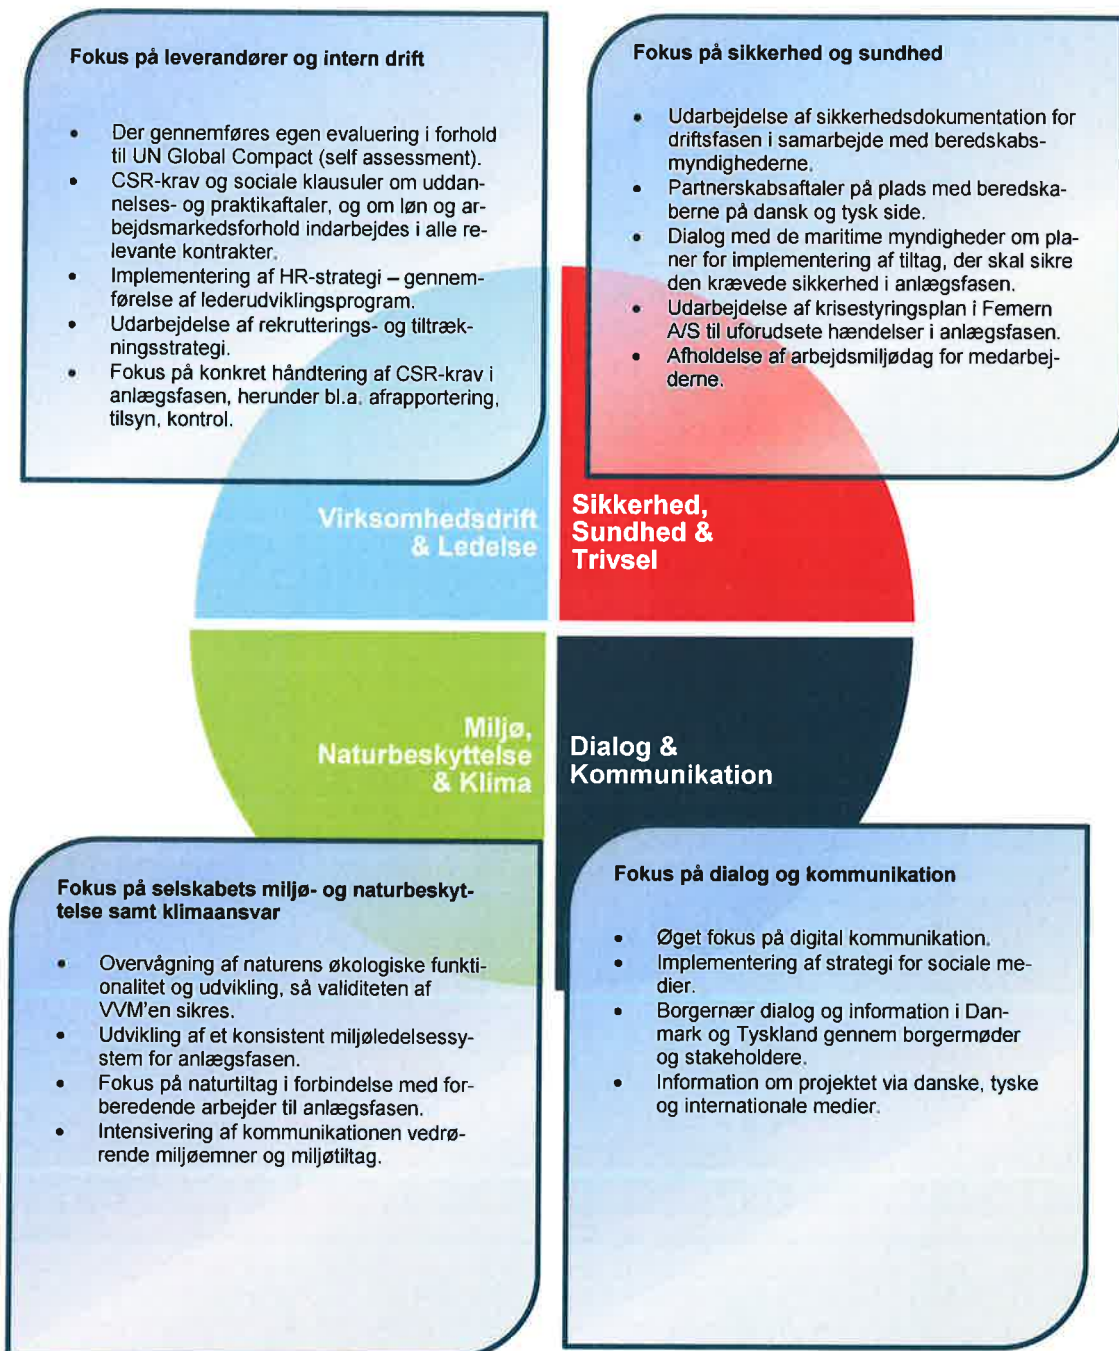 Fokus på leverandører og intern drift
• Der gennemføres egen evaluering i forhold
til UN Global Compact (self assessment).
• CSR-krav og sociale klausuler om uddan-
nelses- og praktikaftaler, og om løn og ar-
bejdsmarkedsforhold indarbejdes i alle re-
levante kontrakter.
• Implementering af HR-strategi – gennem-
førelse af lederudviklingsprogram.
• Udarbejdelse af rekrutterings- og tiltræk-
ningsstrategi.
• Fokus på konkret håndtering af CSR-krav i
anlægsfasen, herunder bl.a. afrapportering,
tilsyn, kontrol.
Fokus på sikkerhed og sundhed
• Udarbejdelse af sikkerhedsdokumentation for
driftsfasen i samarbejde med beredskabs-
myndighederne.
• Partnerskabsaftaler på plads med beredska-
berne på dansk og tysk side.
• Dialog med de maritime myndigheder om pla-
ner for implementering af tiltag, der skal sikre
den krævede sikkerhed i anlægsfasen.
• Udarbejdelse af krisestyringsplan i Femern
A/S til uforudsete hændelser i anlægsfasen.
• Afholdelse af arbejdsmiljødag for medarbej-
derne.
Virksomhedsdrift
& Ledelse
Sikkerhed,
Sundhed &
Trivsel
Miljø,
Naturbeskyttelse
& Klima
Dialog &
Kommunikation
Fokus på selskabets miljø- og naturbeskyt-
telse samt klimaansvar
• Overvågning af naturens økologiske funkti-
onalitet og udvikling, så validiteten af
VVM'en sikres.
• Udvikling af et konsistent miljøledelsessy-
stem for anlægsfasen.
• Fokus på naturtiltag i forbindelse med for-
beredende arbejder til anlægsfasen.
• Intensivering af kommunikationen vedrø-
rende miljøemner og miljøtiltag.
Fokus på dialog og kommunikation
• Øget fokus på digital kommunikation.
• Implementering af strategi for sociale me-
dier.
• Borgernær dialog og information i Dan-
mark og Tyskland gennem borgermøder
og stakeholdere.
• Information om projektet via danske, tyske
og internationale medier.